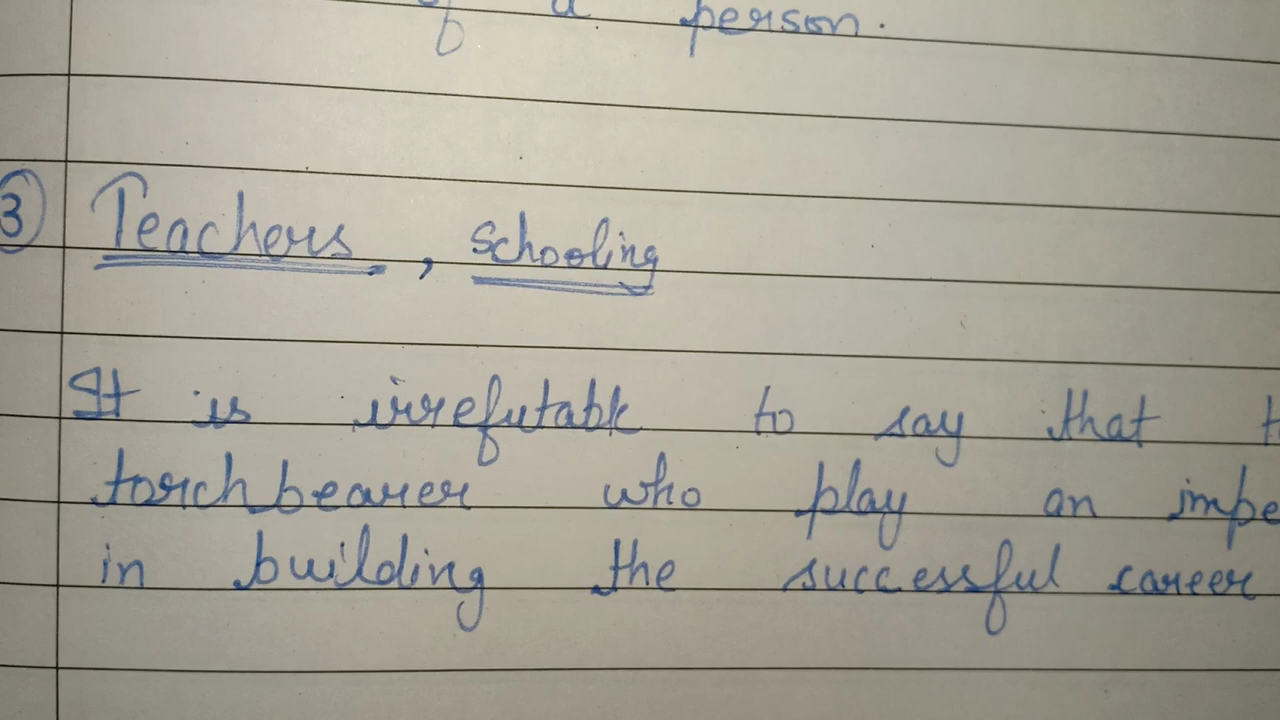 of a person.
3 Teachers, Schooling
It is irrefutable to say that
torchbearer who play an
in building the successful career